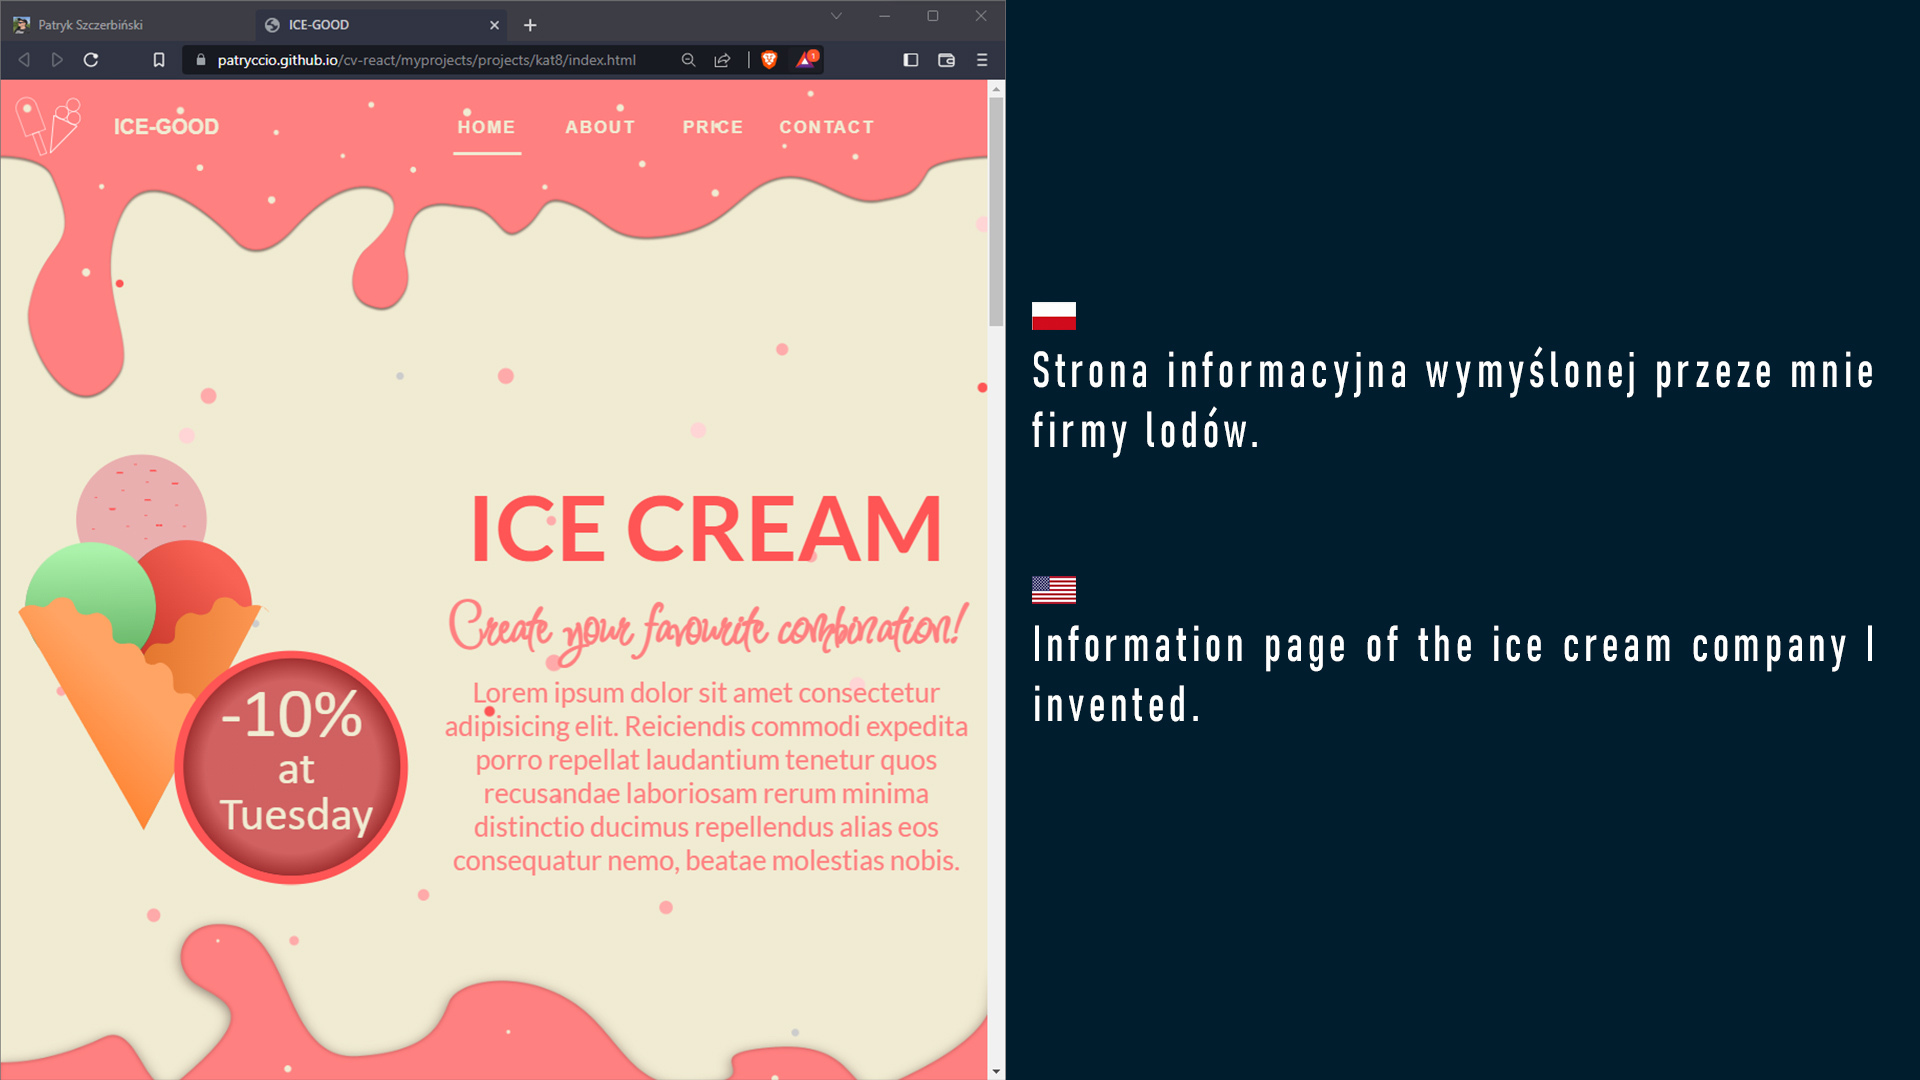 Patryk Szczerbiński
ICE-GOOD
patryccio.github.io/cv-react/myprojects/projects/kat8/index.html
1
ICE-GOOD
HOME ABOUT PRICE CONTACT
ICE CREAM
Create your favourite combination!
Lorem ipsum dolor sit amet consectetur
adipisicing elit. Reiciendis commodi expedita
porro repellat laudantium tenetur quos
recusandae laboriosam rerum minima
distinctio ducimus repellendus alias eos
consequatur nemo, beatae molestias nobis.
-10%
at
Tuesday
Strona informacyjna wymyślonej przeze mnie
firmy lodów.
Information page of the ice cream company I
invented.